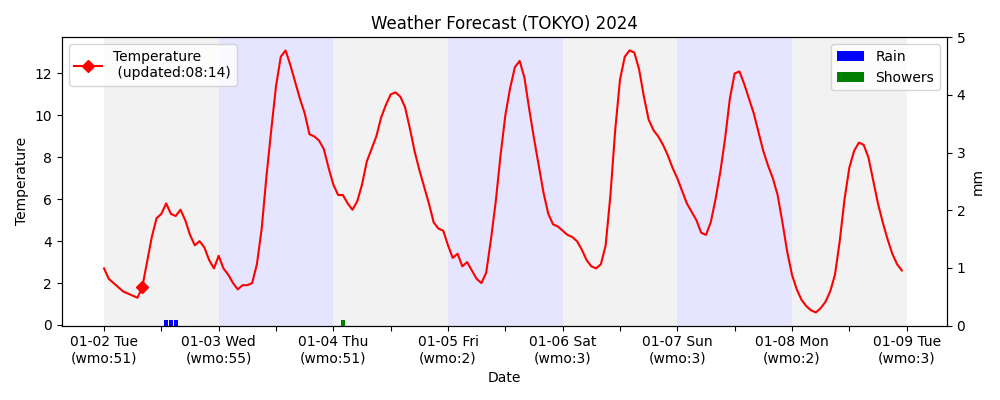 Weather Forecast (TOKYO) 2024
Temperature
(updated:08:14)
Rain
Showers
Temperature
12
10
8
6
4
2
0
5
4
3
2
1
0
mm
01-02 Tue
(wmo:51)
01-03 Wed
(wmo:55)
01-04 Thu
(wmo:51)
01-05 Fri
(wmo:2)
01-06 Sat
(wmo:3)
01-07 Sun
(wmo:3)
01-08 Mon
(wmo:2)
01-09 Tue
(wmo:3)
Date